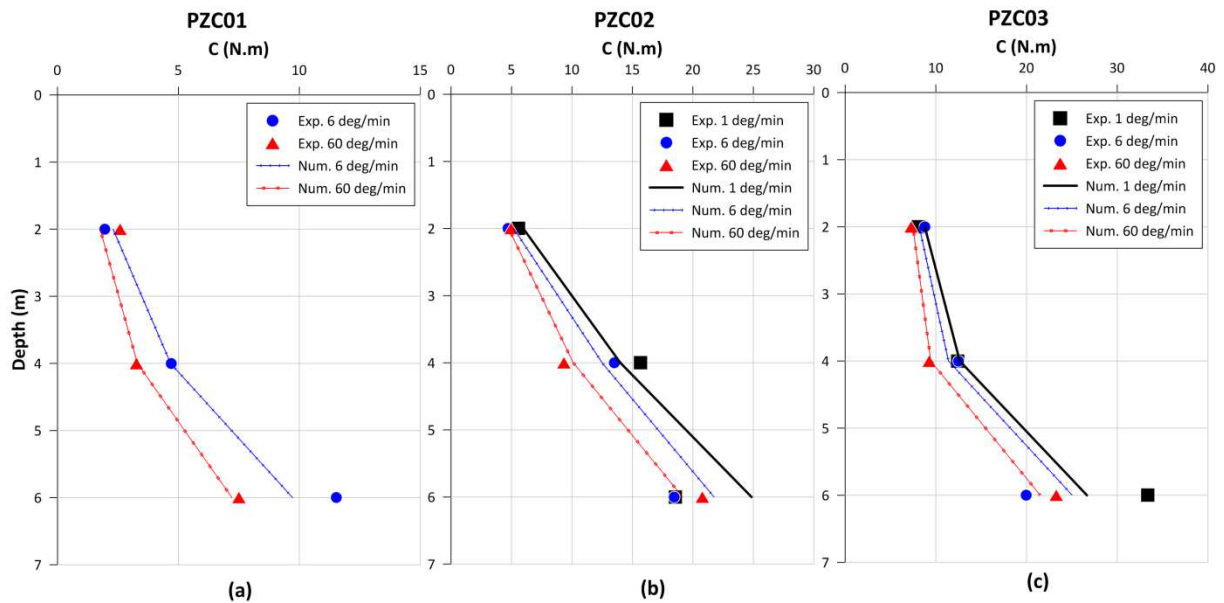 PZC01
C (N.m)
0 5 10 15
0
1
2
3
4
5
6
7
Depth (m)
Exp. 6 deg/min
Exp. 60 deg/min
Num. 6 deg/min
Num. 60 deg/min
(a)
PZC02
C (N.m)
0 5 10 15 20 25 30
0
1
2
3
4
5
6
7
Exp. 1 deg/min
Exp. 6 deg/min
Exp. 60 deg/min
Num. 1 deg/min
Num. 6 deg/min
Num. 60 deg/min
(b)
PZC03
C (N.m)
0 10 20 30 40
0
1
2
3
4
5
6
7
Exp. 1 deg/min
Exp. 6 deg/min
Exp. 60 deg/min
Num. 1 deg/min
Num. 6 deg/min
Num. 60 deg/min
(c)